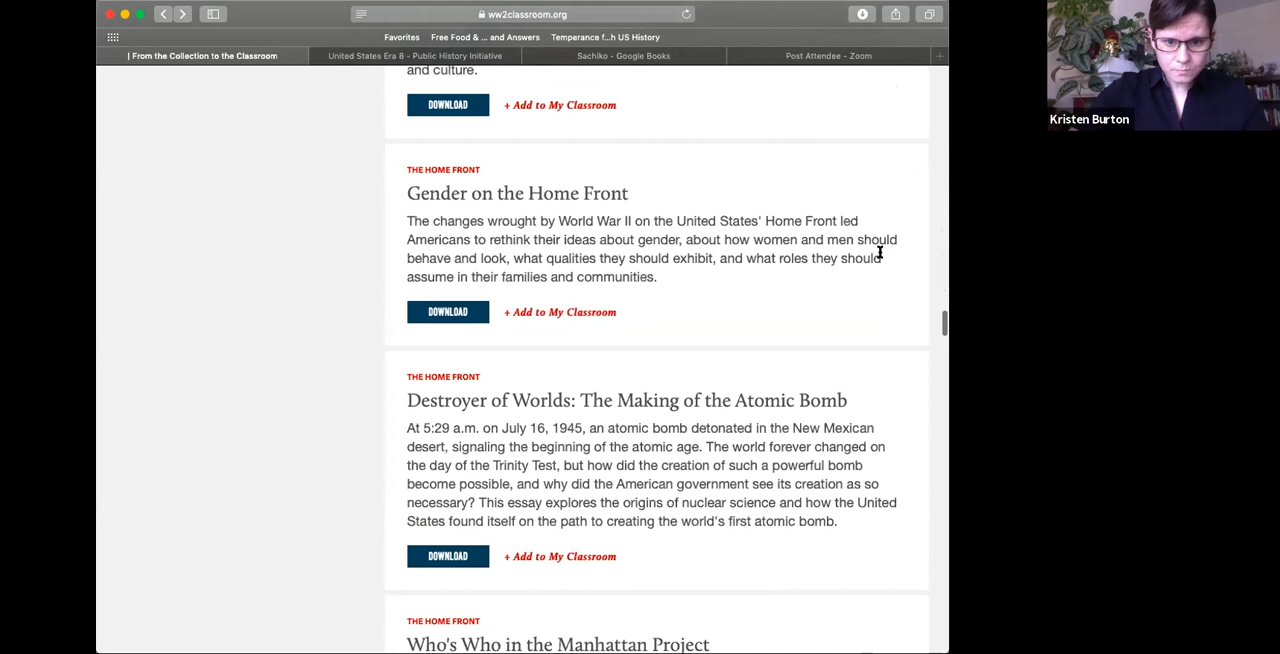 ww2classroom.org
Favorites Free Food & ... and Answers Temperance f...h US History
| From the Collection to the Classroom United States Era 8 - Public History Initiative Sachiko - Google Books Post Attendee - Zoom
and culture.
DOWNLOAD + Add to My Classroom
THE HOME FRONT
Gender on the Home Front
The changes wrought by World War II on the United States' Home Front led
Americans to rethink their ideas about gender, about how women and men should
behave and look, what qualities they should exhibit, and what roles they should
assume in their families and communities.
DOWNLOAD + Add to My Classroom
THE HOME FRONT
Destroyer of Worlds: The Making of the Atomic Bomb
At 5:29 a.m. on July 16, 1945, an atomic bomb detonated in the New Mexican
desert, signaling the beginning of the atomic age. The world forever changed on
the day of the Trinity Test, but how did the creation of such a powerful bomb
become possible, and why did the American government see its creation as so
necessary? This essay explores the origins of nuclear science and how the United
States found itself on the path to creating the world's first atomic bomb.
DOWNLOAD + Add to My Classroom
THE HOME FRONT
Who's Who in the Manhattan Project
Kristen Burton